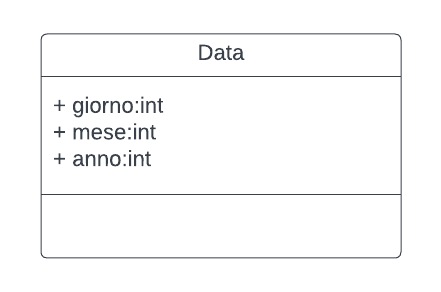 Data
+ giorno:int
+ mese:int
+ anno:int